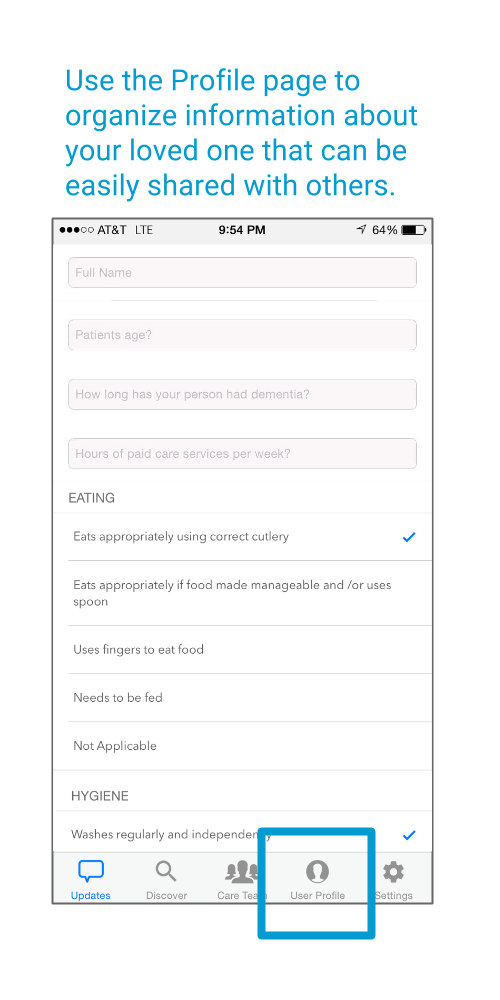 Use the Profile page to
organize information about
your loved one that can be
easily shared with others.
AT&T LTE 9:54 PM 64%
Full Name
Patients age?
How long has your person had dementia?
Hours of paid care services per week?
EATING
Eats appropriately using correct cutlery
Eats appropriately if food made manageable and /or uses
spoon
Uses fingers to eat food
Needs to be fed
Not Applicable
HYGIENE
Washes regularly and independently
Updates Discover Care Team User Profile Settings